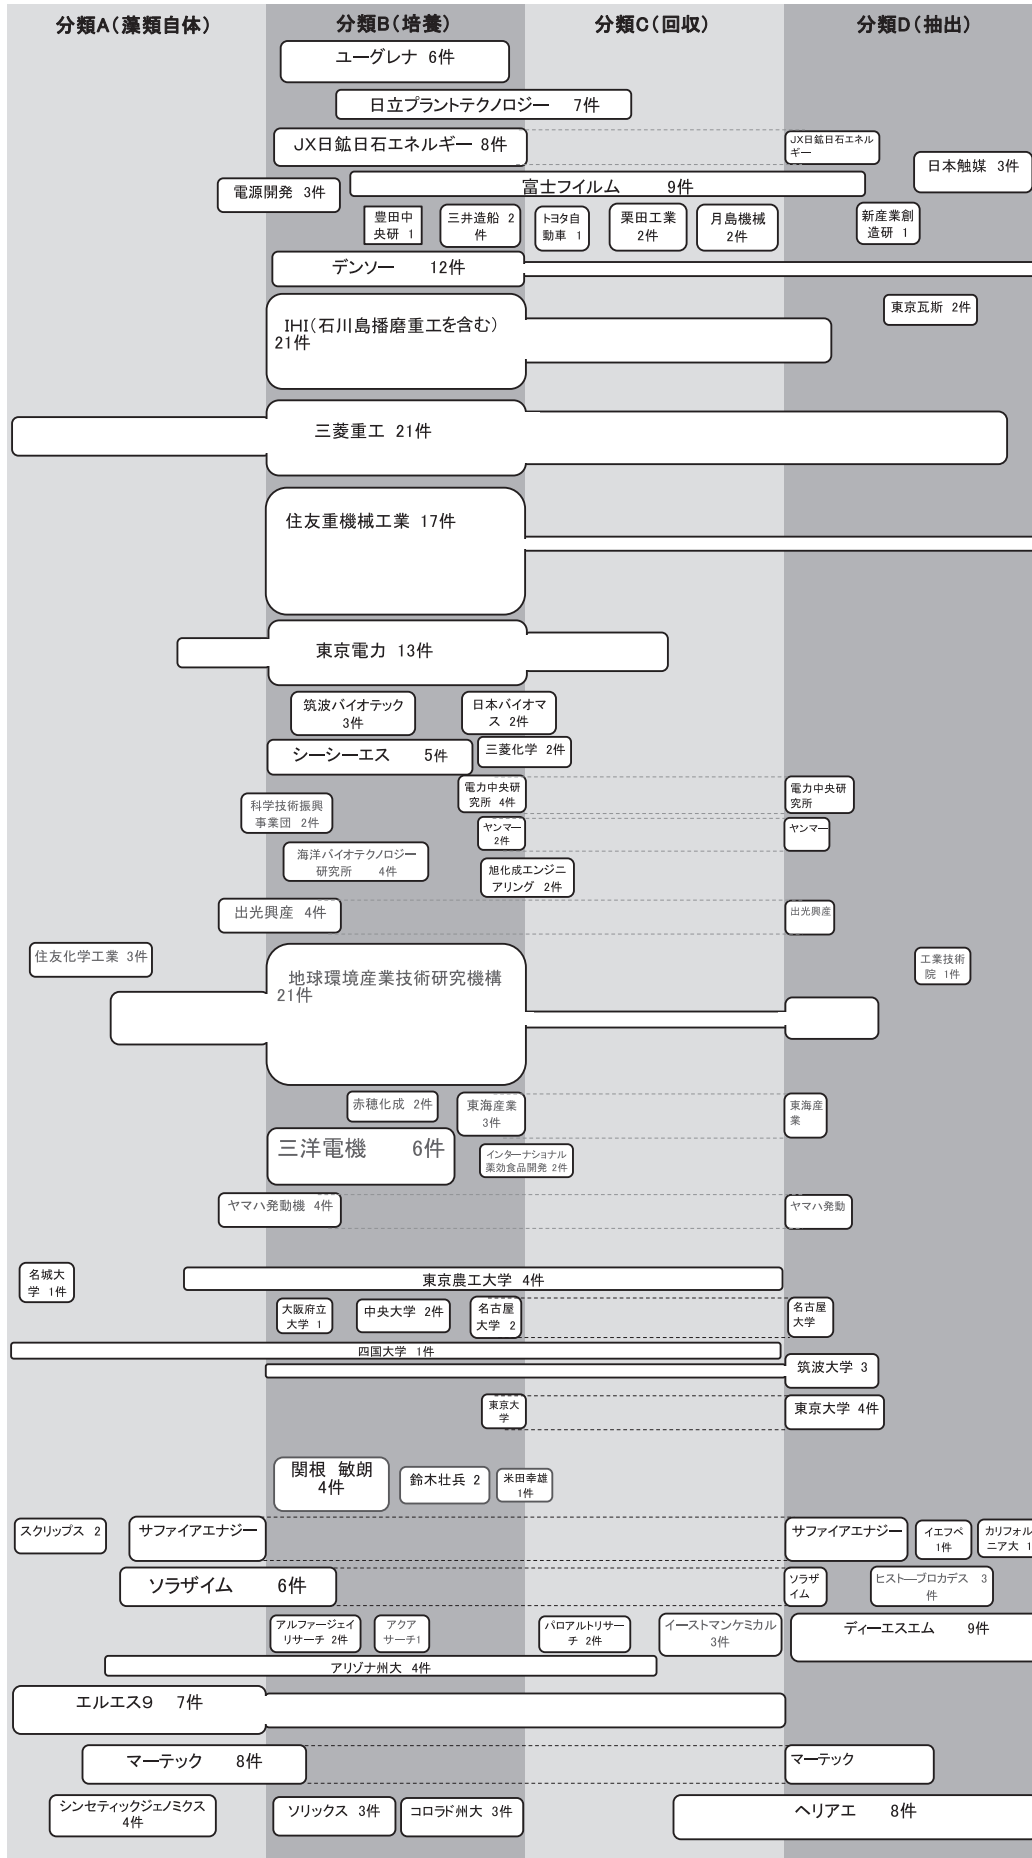 分類A（藻類自体）
分類B（培養）
分類C（回収）
分類D（抽出）
ユーグレナ 6件
日立プラントテクノロジー 7件
JX日鉱日石エネルギー 8件
JX日鉱日石エネル
ギー
日本触媒 3件
電源開発 3件
富士フイルム 9件
豊田中
央研 1
三井造船 2
件
トヨタ自
動車 1
栗田工業
2件
月島機械
2件
新産業創
造研 1
デンソー 12件
東京瓦斯 2件
IHI（石川島播磨重工を含む）
21件
三菱重工 21件
住友重機械工業 17件
東京電力 13件
筑波バイオテック
3件
日本バイオマ
ス 2件
シーシーエス 5件
三菱化学 2件
電力中央研
究所 4件
電力中央研
究所
科学技術振興
事業団 2件
ヤンマー
2件
ヤンマー
海洋バイオテクノロジー
研究所 4件
旭化成エンジニ
アリング 2件
出光興産 4件
出光興産
住友化学工業 3件
工業技術
院 1件
地球環境産業技術研究機構
21件
赤穂化成 2件
東海産業
3件
東海産
業
三洋電機 6件
インターナショナル
薬効食品開発 2件
ヤマハ発動機 4件
ヤマハ発動
名城大
学 1件
東京農工大学 4件
大阪府立
大学 1
中央大学 2件
名古屋
大学 2
名古屋
大学
四国大学 1件
筑波大学 3
東京大
学
東京大学 4件
関根 敏朗
4件
鈴木壮兵 2
米田幸雄
1件
スクリップス 2
サファイアエナジー
サファイアエナジー
イエフペ
1件
カリフォル
ニア大 1
ソラザイム 6件
ソラザ
イム
ヒスト―ブロカデス 3
件
アルファージェイ
リサーチ 2件
アクア
サーチ1
パロアルトリサー
チ 2件
イーストマンケミカル
3件
ディーエスエム 9件
アリゾナ州大 4件
エルエス9 7件
マーテック 8件
マーテック
シンセティックジェノミクス
4件
ソリックス 3件
コロラド州大 3件
ヘリアエ 8件